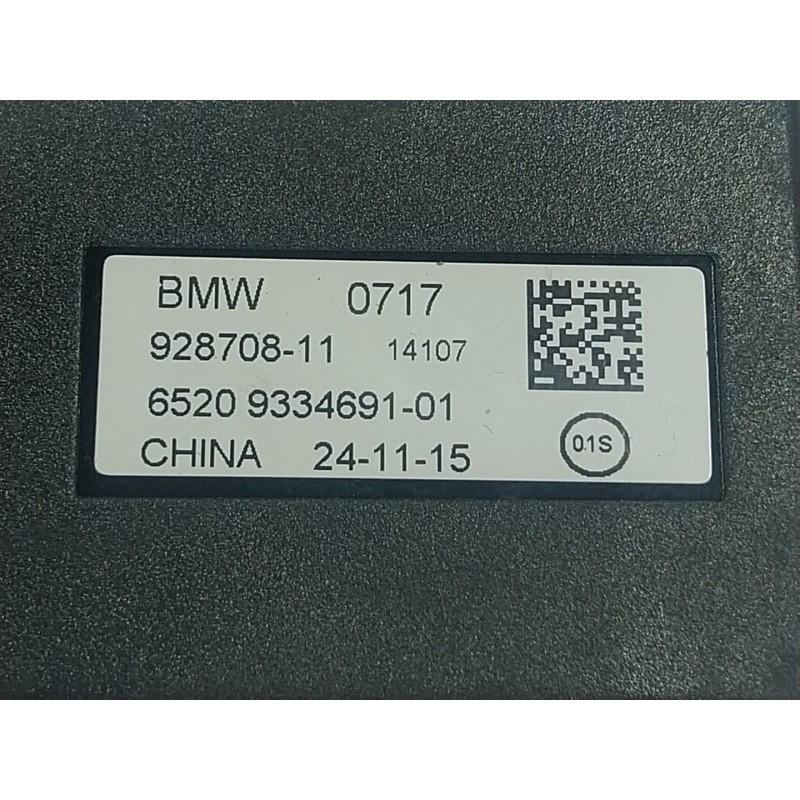 BMW 0717
928708-11 14107
6520 9334691-01
CHINA 24-11-15
01S